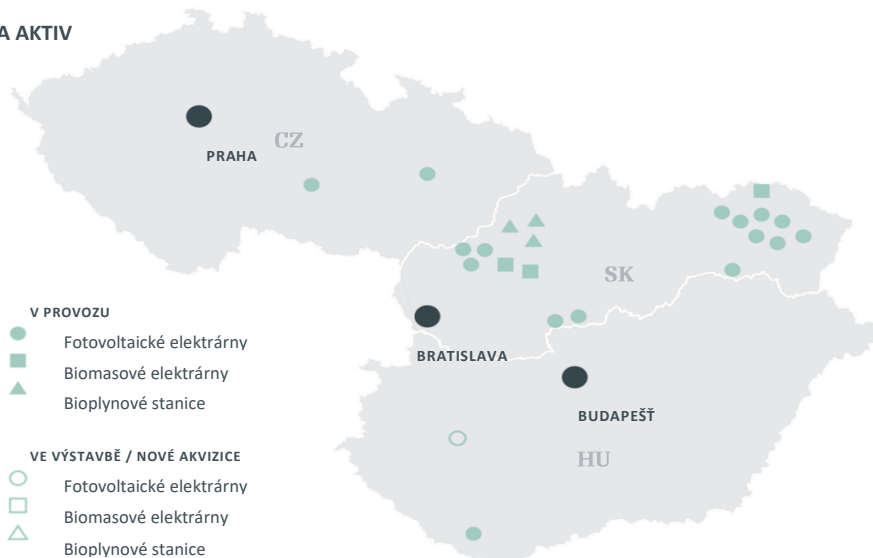 A AKTIV
CZ
PRAHA
SK
V PROVOZU
Fotovoltaické elektrárny
Biomasové elektrárny
Bioplynové stanice
BRATISLAVA
BUDAPEŠŤ
HU
VE VÝSTAVBĚ / NOVÉ AKVIZICE
Fotovoltaické elektrárny
Biomasové elektrárny
Bioplynové stanice